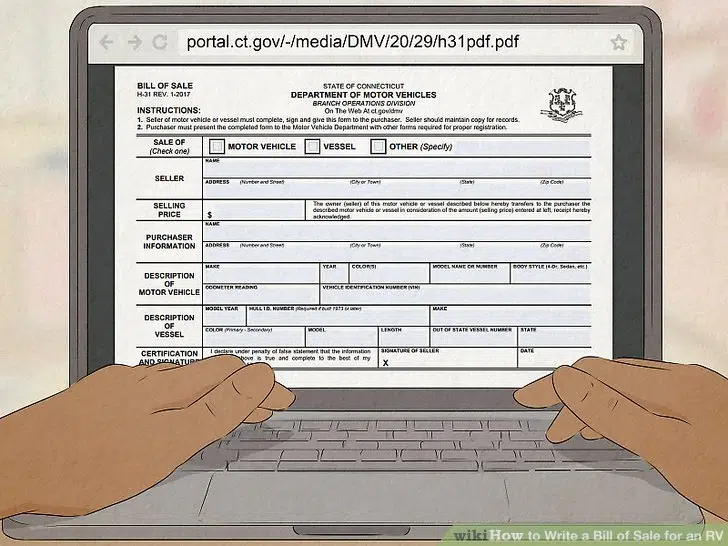 portal.ct.gov/-/media/DMV/20/29/h31pdf.pdf
BILL OF SALE
H-31 REV. 1-2017
STATE OF CONNECTICUT
DEPARTMENT OF MOTOR VEHICLES
BRANCH OPERATIONS DIVISION
On The Web At ct.gov/dmv
INSTRUCTIONS:
1. Seller of motor vehicle or vessel must complete, sign and give this form to the purchaser. Seller should maintain copy for records.
2. Purchaser must present the completed form to the Motor Vehicle Department with other forms required for proper registration.
SALE OF
(Check one)
MOTOR VEHICLE
VESSEL
OTHER (Specify)
SELLER
NAME
ADDRESS (Number and Street) (City or Town) (State) (Zip Code)
SELLING
PRICE
$
The owner (seller) of this motor vehicle or vessel described below hereby transfers to the purchaser the
described motor vehicle or vessel in consideration of the amount (selling price) entered at left, receipt hereby
acknowledged.
PURCHASER
INFORMATION
NAME
ADDRESS (Number and Street) (City or Town) (State) (Zip Code)
DESCRIPTION
OF
MOTOR VEHICLE
MAKE YEAR COLOR(S) MODEL NAME OR NUMBER BODY STYLE (4-Dr, Sedan, etc.)
ODOMETER READING VEHICLE IDENTIFICATION NUMBER (VIN)
DESCRIPTION
OF
VESSEL
MODEL YEAR HULL I.D. NUMBER (Required if built 1973 or later) MAKE
COLOR (Primary - Secondary) MODEL LENGTH OUT OF STATE VESSEL NUMBER STATE
CERTIFICATION
AND SIGNATURE
I declare under penalty of false statement that the information
above is true and complete to the best of my
SIGNATURE OF SELLER
X
DATE
wikiHow to Write a Bill of Sale for an RV